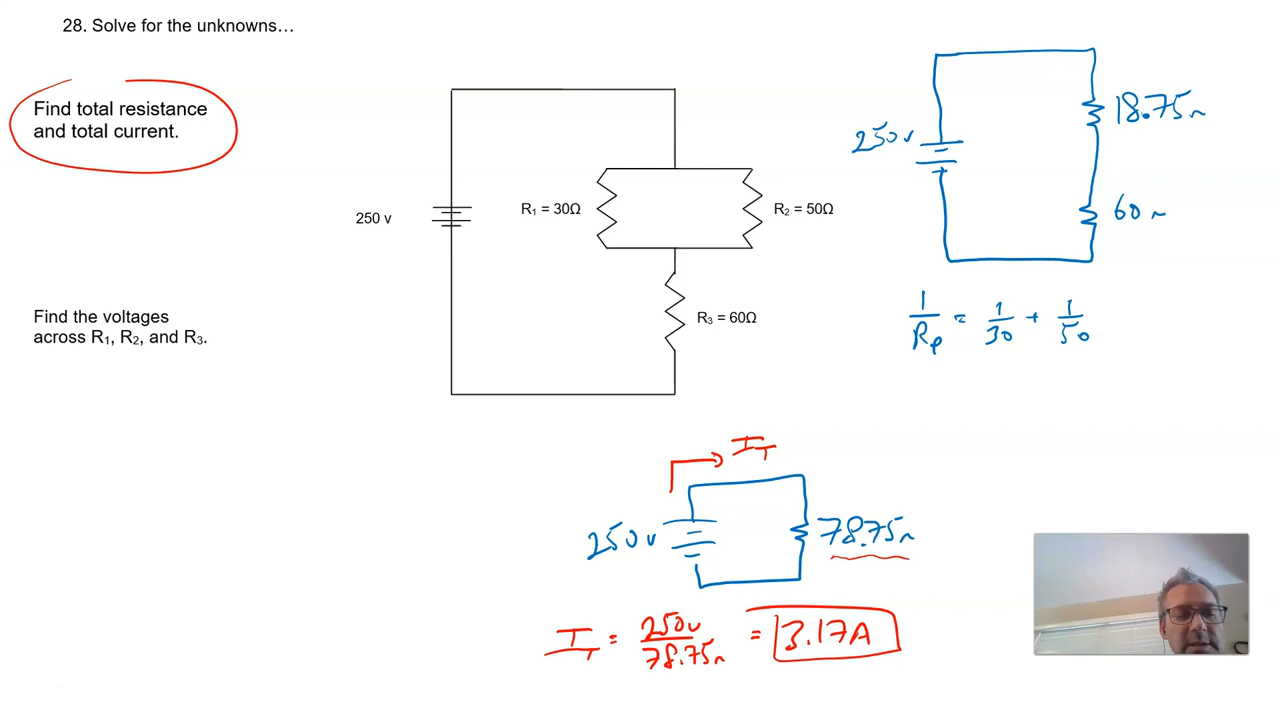 28. Solve for the unknowns…
Find total resistance
and total current.
250 v
R₁ = 30Ω
R₂ = 50Ω
R₃ = 60Ω
Find the voltages
across R₁, R₂, and R₃.
250v
18.75Ω
60Ω
1/Rₚ = 1/30 + 1/50
I_T
250v
78.75Ω
I_T = 250v/78.75Ω = 3.17A